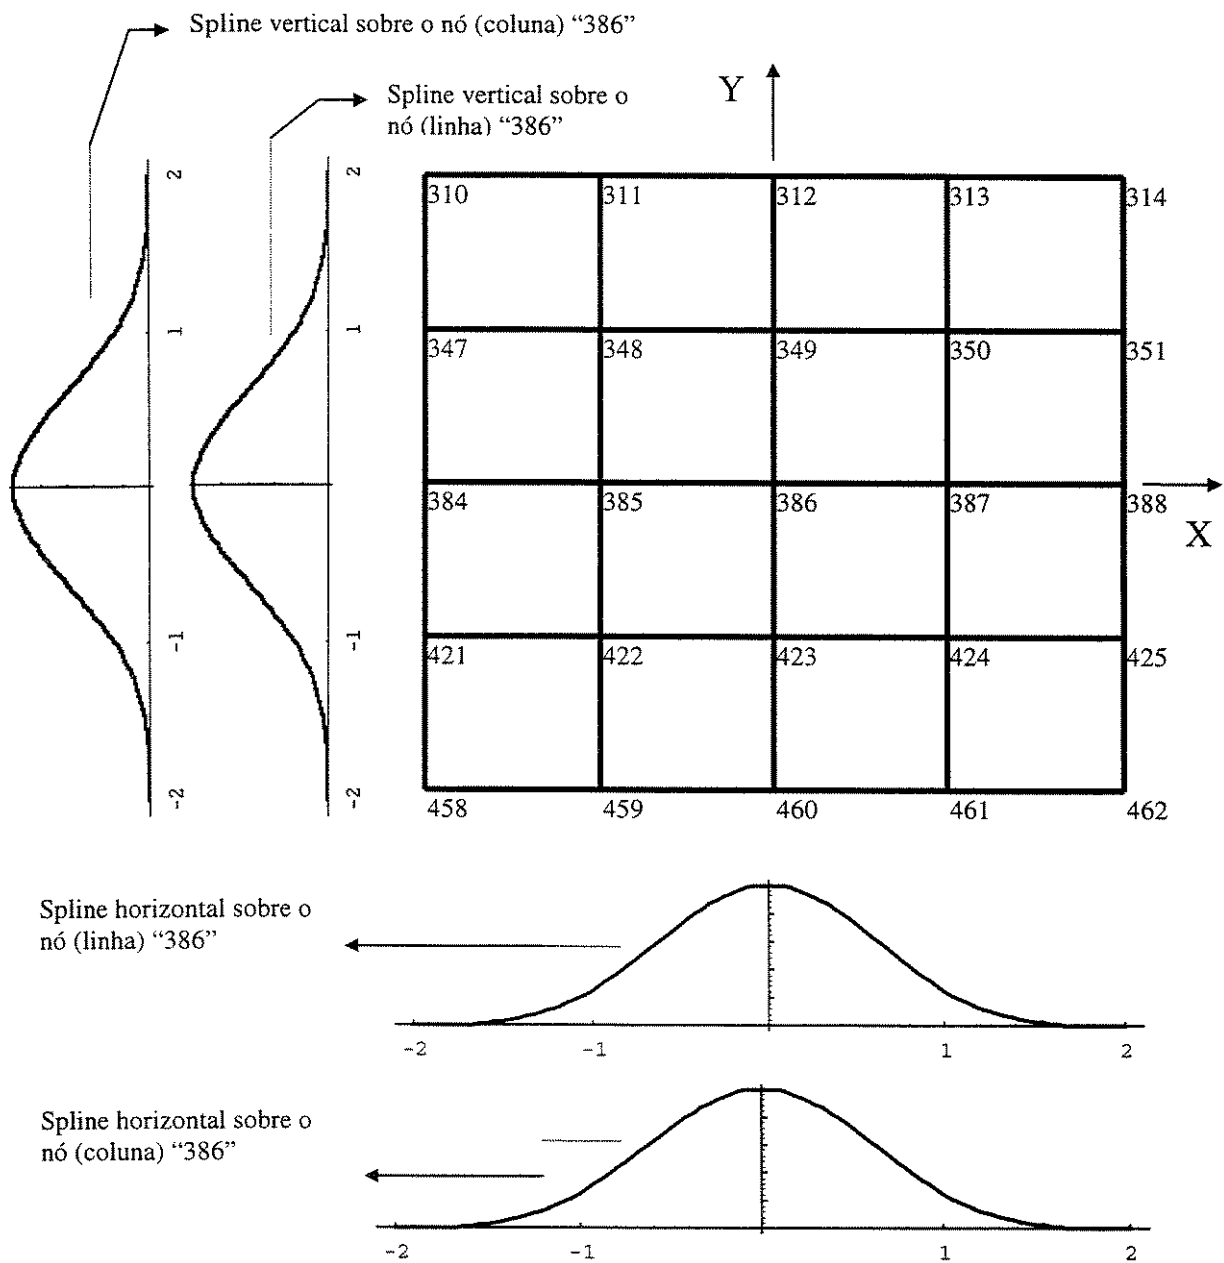 Spline vertical sobre o nó (coluna) “386”
Spline vertical sobre o
nó (linha) “386”
Y
2
2
310 311 312 313 314
1
1
347 348 349 350 351
384 385 386 387 388
X
-1
-1
421 422 423 424 425
-2
-2
458 459 460 461 462
Spline horizontal sobre o
nó (linha) “386”
-2 -1 1 2
Spline horizontal sobre o
nó (coluna) “386”
-2 -1 1 2